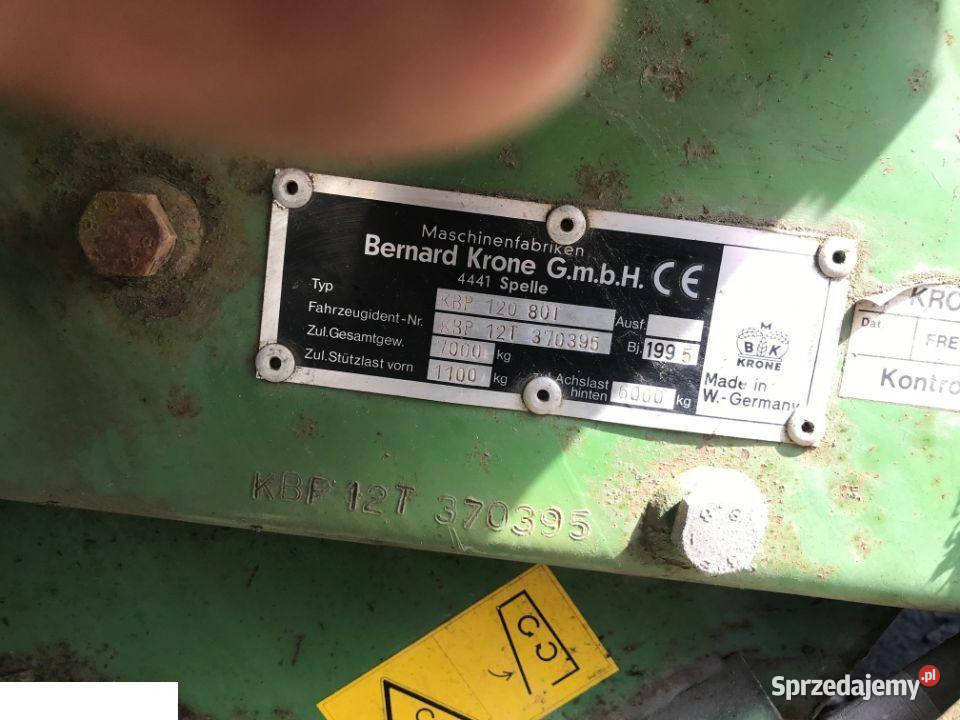 Maschinenfabriken
Bernard Krone G.m.b.H. CE
4441 Spelle
Typ KBP 120 801 Ausf.
Fahrzeugident-Nr. KBP 12T 370395 Bj. 1995
Zul. Gesamtgew. 7000 kg
Zul. Stützlast vorn 1100 kg Achslast hinten 6000 kg
M
B K
KRONE
Made in
W.-Germany
KRO
Dat. FRE
Kontro
KBP 12T 370395
Sprzedajemy.pl